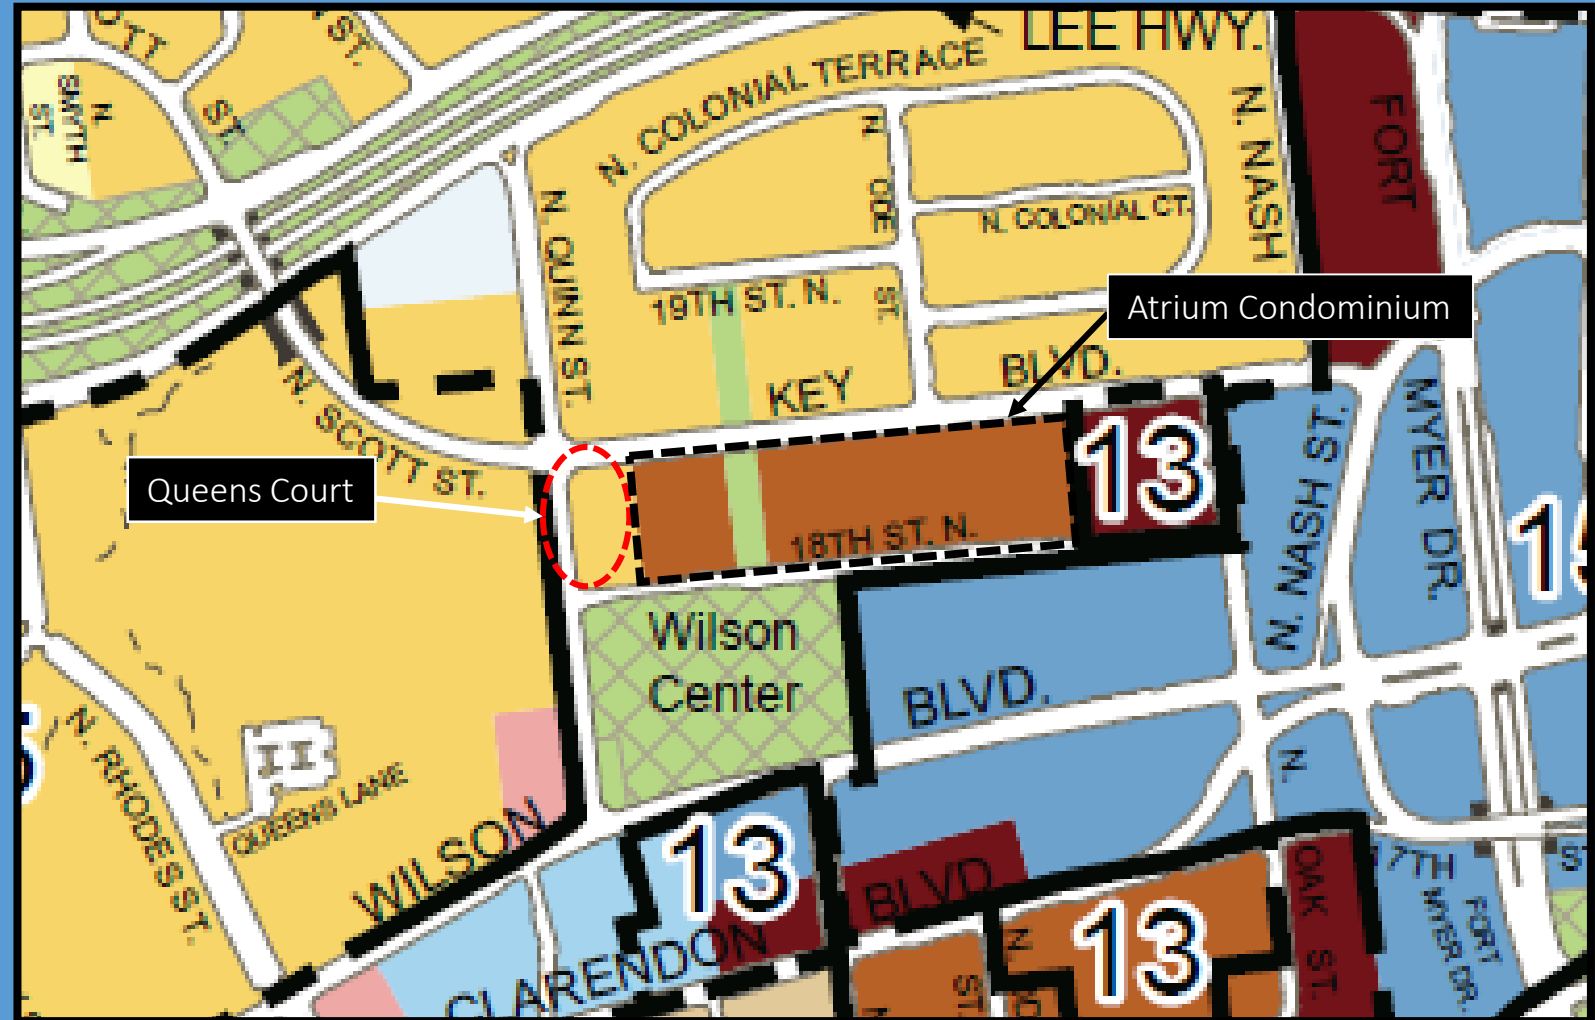 LEE HWY.
ST.
ST.
N.
SMYTH
ST.
N. COLONIAL TERRACE
N.
ODE
ST.
N. COLONIAL CT.
N. NASH
FORT
MYER DR.
N. QUINN ST.
19TH ST. N.
KEY
BLVD.
Atrium Condominium
N. SCOTT ST.
Queens Court
13
18TH ST. N.
N. NASH ST.
Wilson
Center
BLVD.
N. RHODES ST.
QUEENS LANE
WILSON
13
BLVD
CLARENDON
N.
17TH
OAK
ST.
FORT
MYER DR.
13
N.
ST.